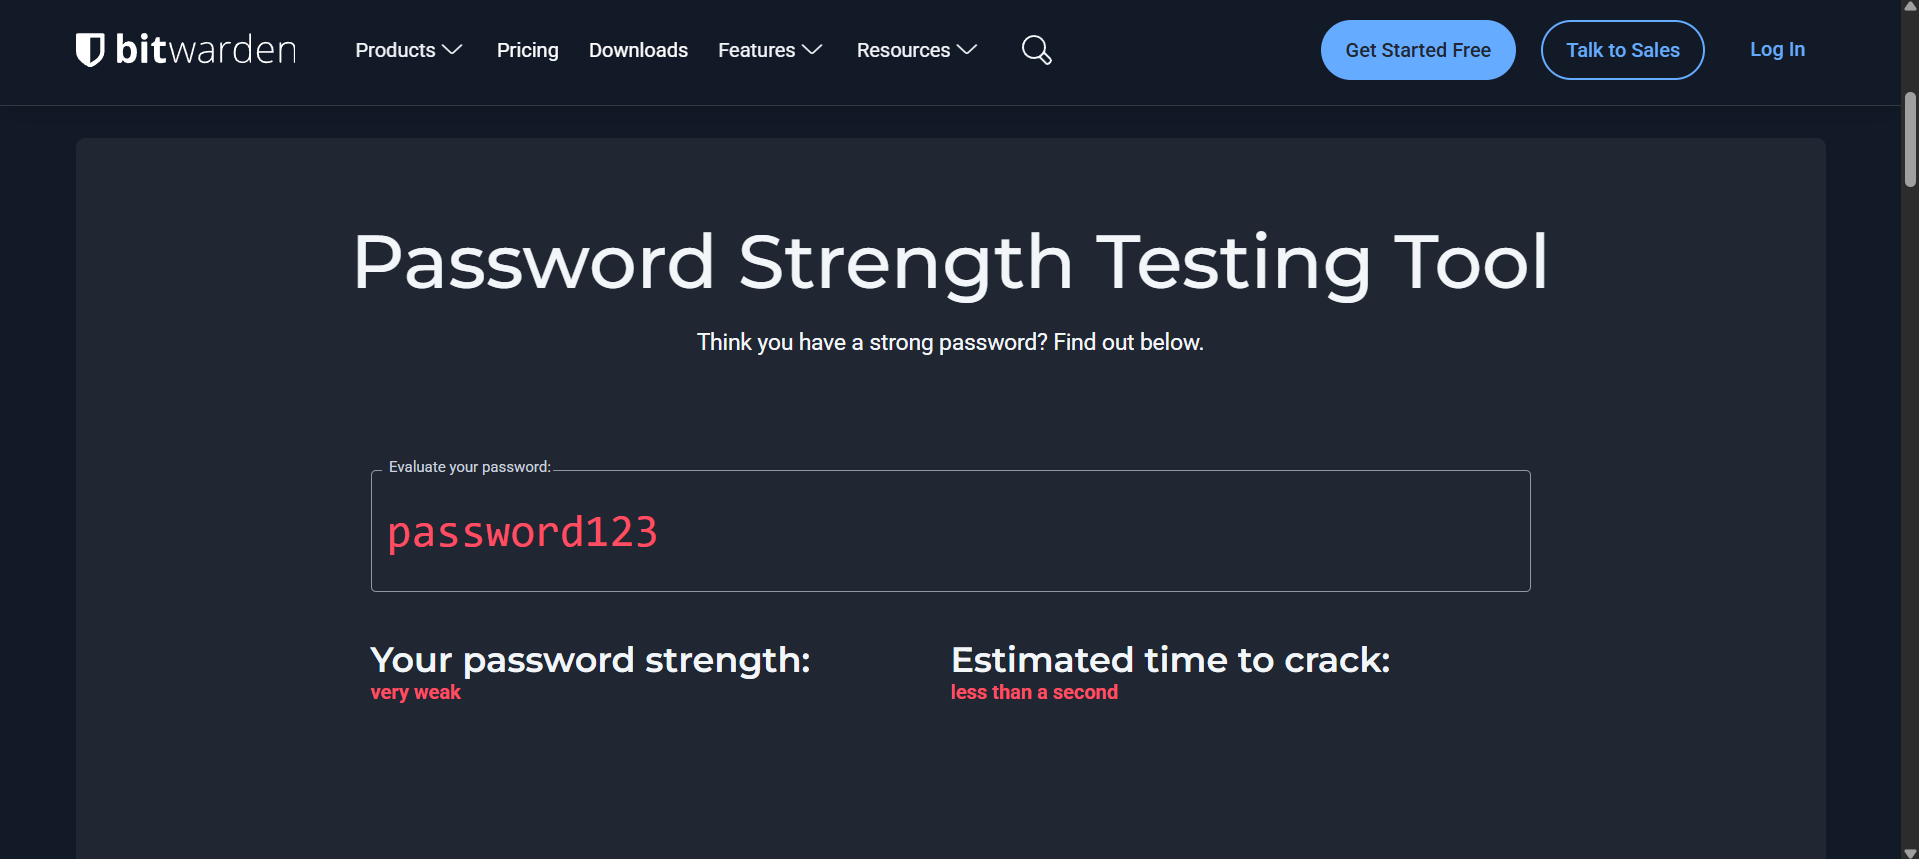 bitwarden Products Pricing Downloads Features Resources Get Started Free Talk to Sales Log In
Password Strength Testing Tool
Think you have a strong password? Find out below.
Evaluate your password:
password123
Your password strength: Estimated time to crack:
very weak less than a second